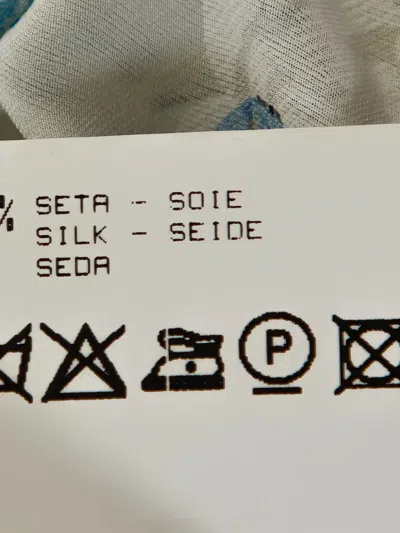 % SETA - SOIE
SILK - SEIDE
SEDA
P